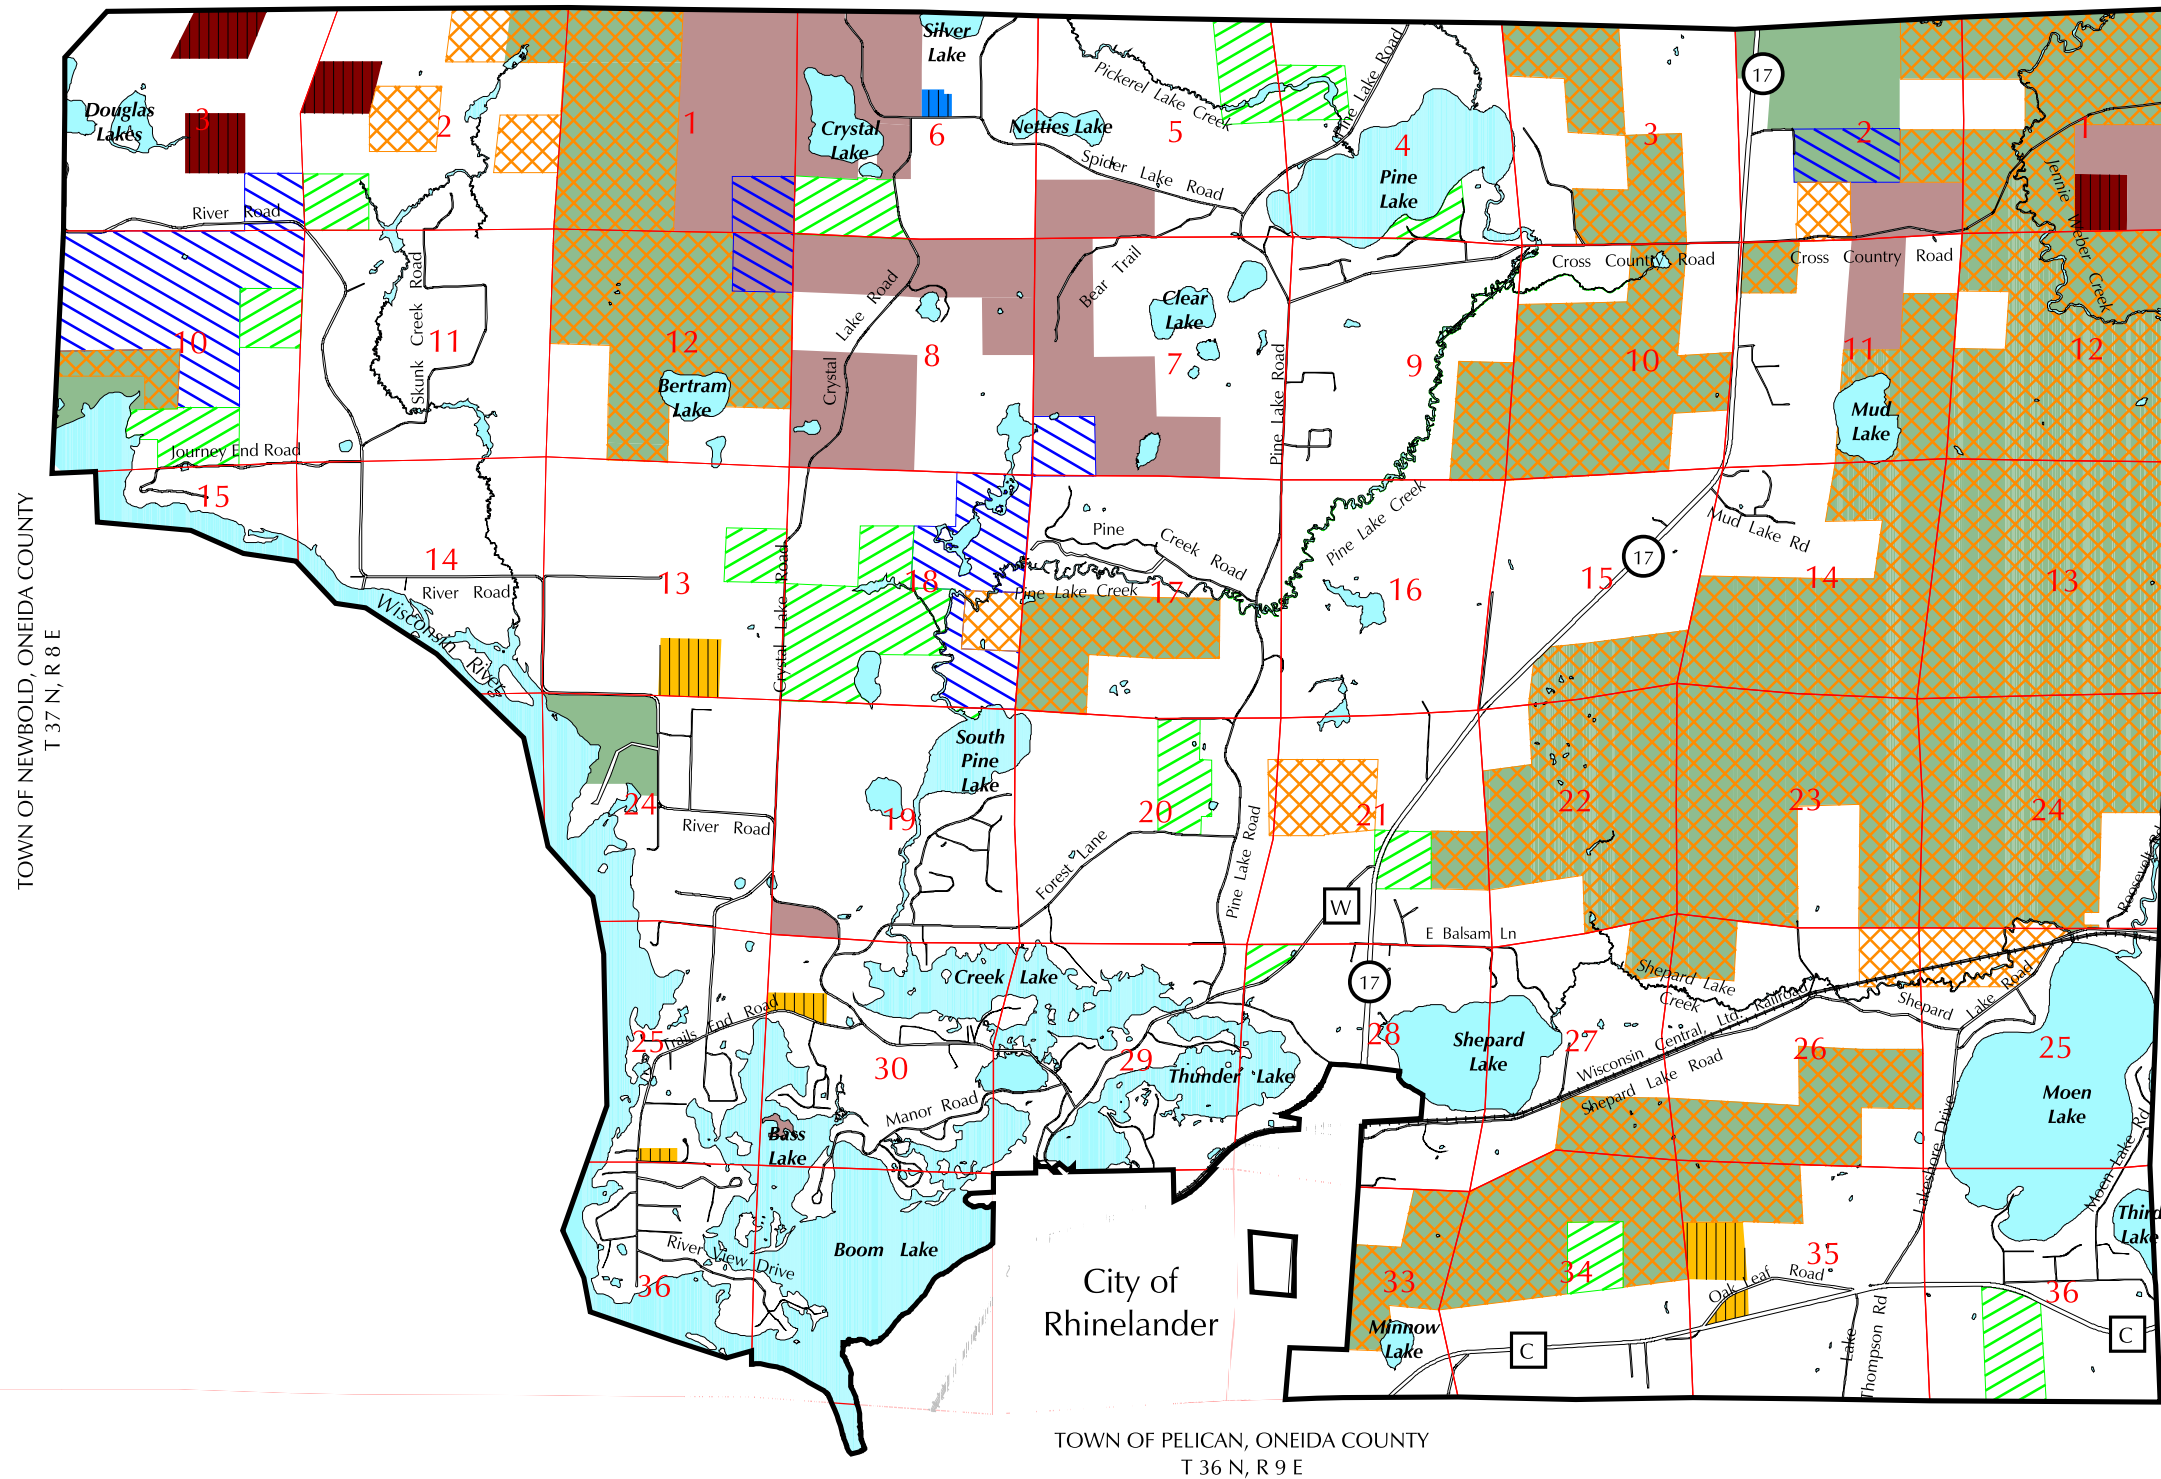 Silver
Lake
17
Douglas
Lakes
3
2
1
Crystal
Lake
6
Netties Lake
Pickerel Lake Creek
5
Spider Lake Road
Pine Lake Road
4
Pine
Lake
3
2
1
Jennie Weber Creek
River Road
Cross County Road
Cross Country Road
Skunk Creek Road
Bear Trail
Clear
Lake
Crystal Lake Road
10
11
12
8
7
9
10
11
12
Pine Lake Road
Bertram
Lake
Mud
Lake
Journey End Road
15
Pine Creek Road
Pine Lake Creek
Mud Lake Rd
17
14
13
18
17
16
15
14
13
River Road
Pine Lake Creek
Wisconsin River
Crystal Lake Road
TOWN OF NEWBOLD, ONEIDA COUNTY
T 37 N, R 8 E
South
Pine
Lake
24
19
20
21
22
23
24
River Road
Forest Lane
Pine Lake Road
Roosevelt Rd
W
E Balsam Ln
Creek Lake
17
Shepard Lake
Creek
Shepard Lake Road
Trails End Road
25
30
29
28
27
26
25
Shepard
Lake
Wisconsin Central, Ltd. Railroad
Shepard Lake Road
Thunder Lake
Manor Road
Moen
Lake
Bass
Lake
Lakeshore Drive
Moen Lake Rd
Third
Lake
River View Drive
Boom Lake
36
City of
Rhinelander
33
34
35
36
Oak Leaf Road
Minnow
Lake
C
C
Lake
Thompson Rd
TOWN OF PELICAN, ONEIDA COUNTY
T 36 N, R 9 E